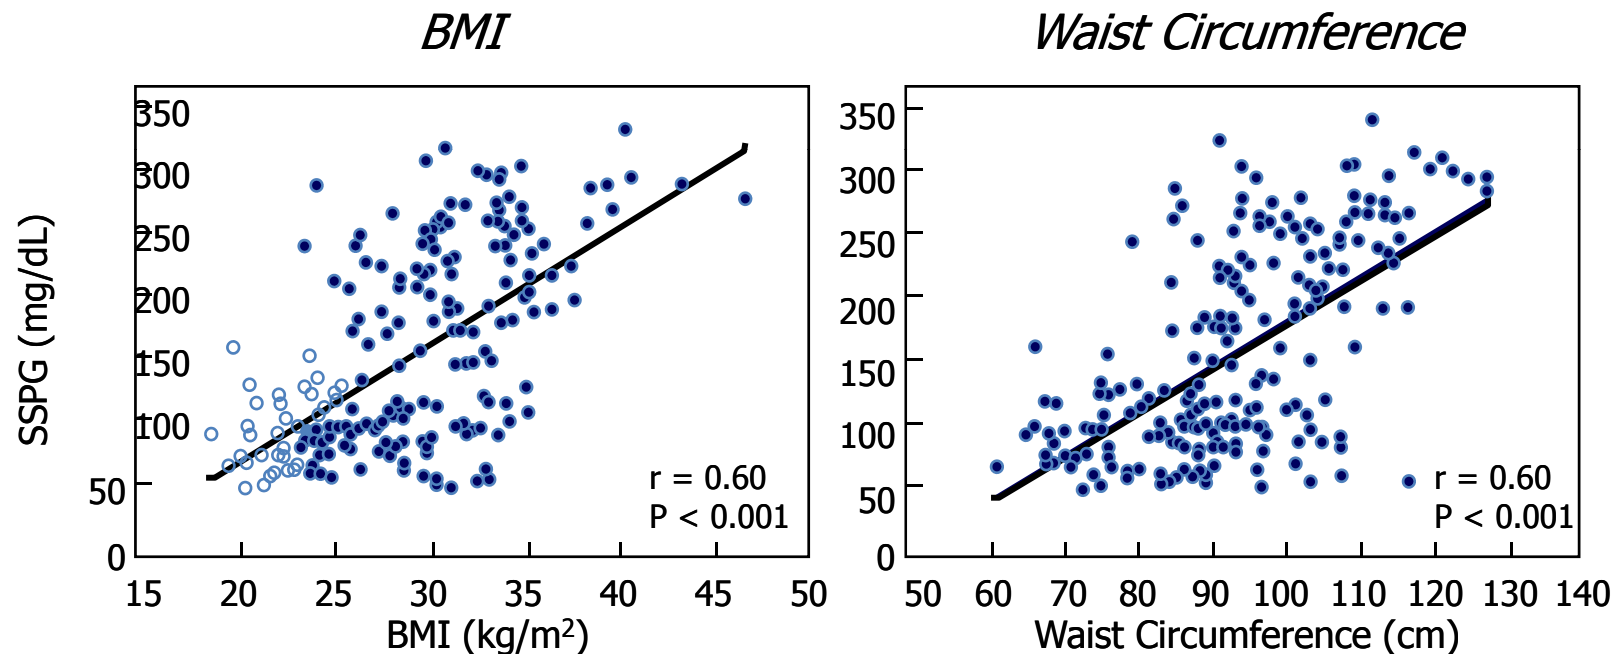 BMI
Waist Circumference
SSPG (mg/dL)
350
300
250
200
150
100
50
0
15 20 25 30 35 40 45 50
BMI (kg/m²)
r = 0.60
P < 0.001
350
300
250
200
150
100
50
0
50 60 70 80 90 100 110 120 130 140
Waist Circumference (cm)
r = 0.60
P < 0.001